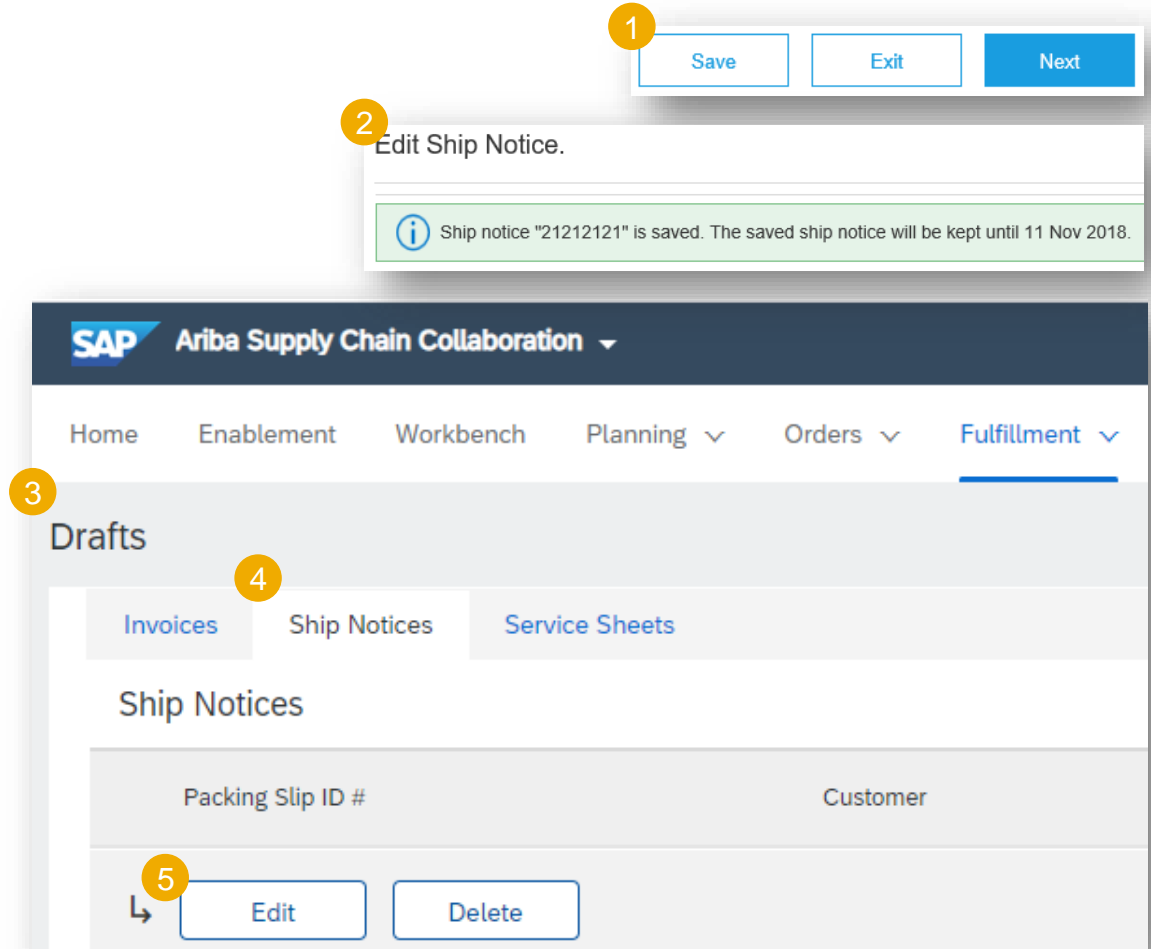 1
Save Exit Next
2
Edit Ship Notice.
Ship notice "21212121" is saved. The saved ship notice will be kept until 11 Nov 2018.
SAP Ariba Supply Chain Collaboration
Home Enablement Workbench Planning Orders Fulfillment
3
Drafts
4
Invoices Ship Notices Service Sheets
Ship Notices
Packing Slip ID # Customer
5
Edit Delete